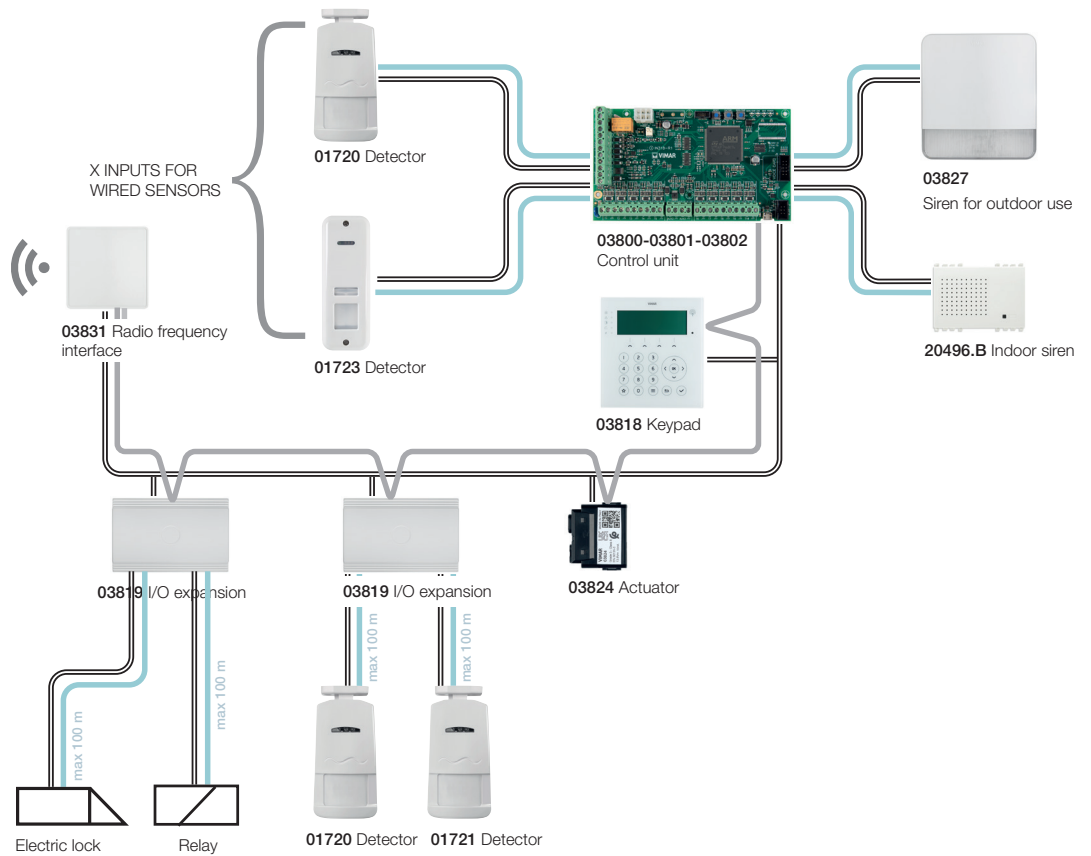 01720 Detector
X INPUTS FOR
WIRED SENSORS
VIMAR
ARM
03800-03801-03802
Control unit
03827
Siren for outdoor use
03831 Radio frequency
interface
01723 Detector
03818 Keypad
20496.B Indoor siren
03819 I/O expansion
03819 I/O expansion
03824 Actuator
max 100 m
max 100 m
max 100 m
max 100 m
Electric lock
Relay
01720 Detector
01721 Detector